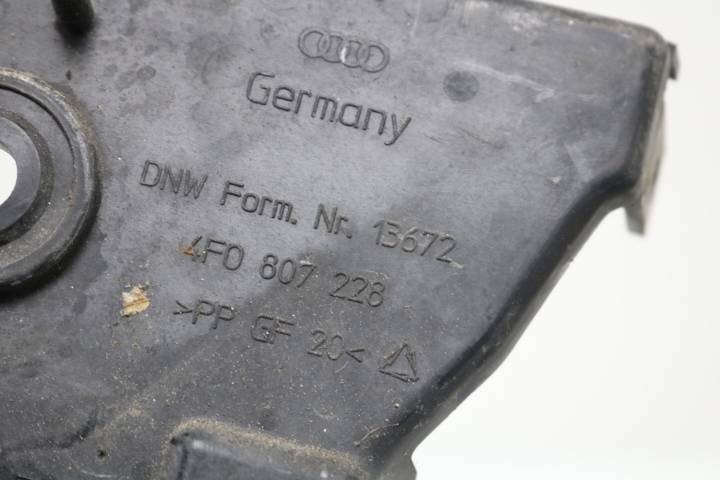 Germany
DNW Form. Nr. 13672
4F0 807 228
>PP GF 20<